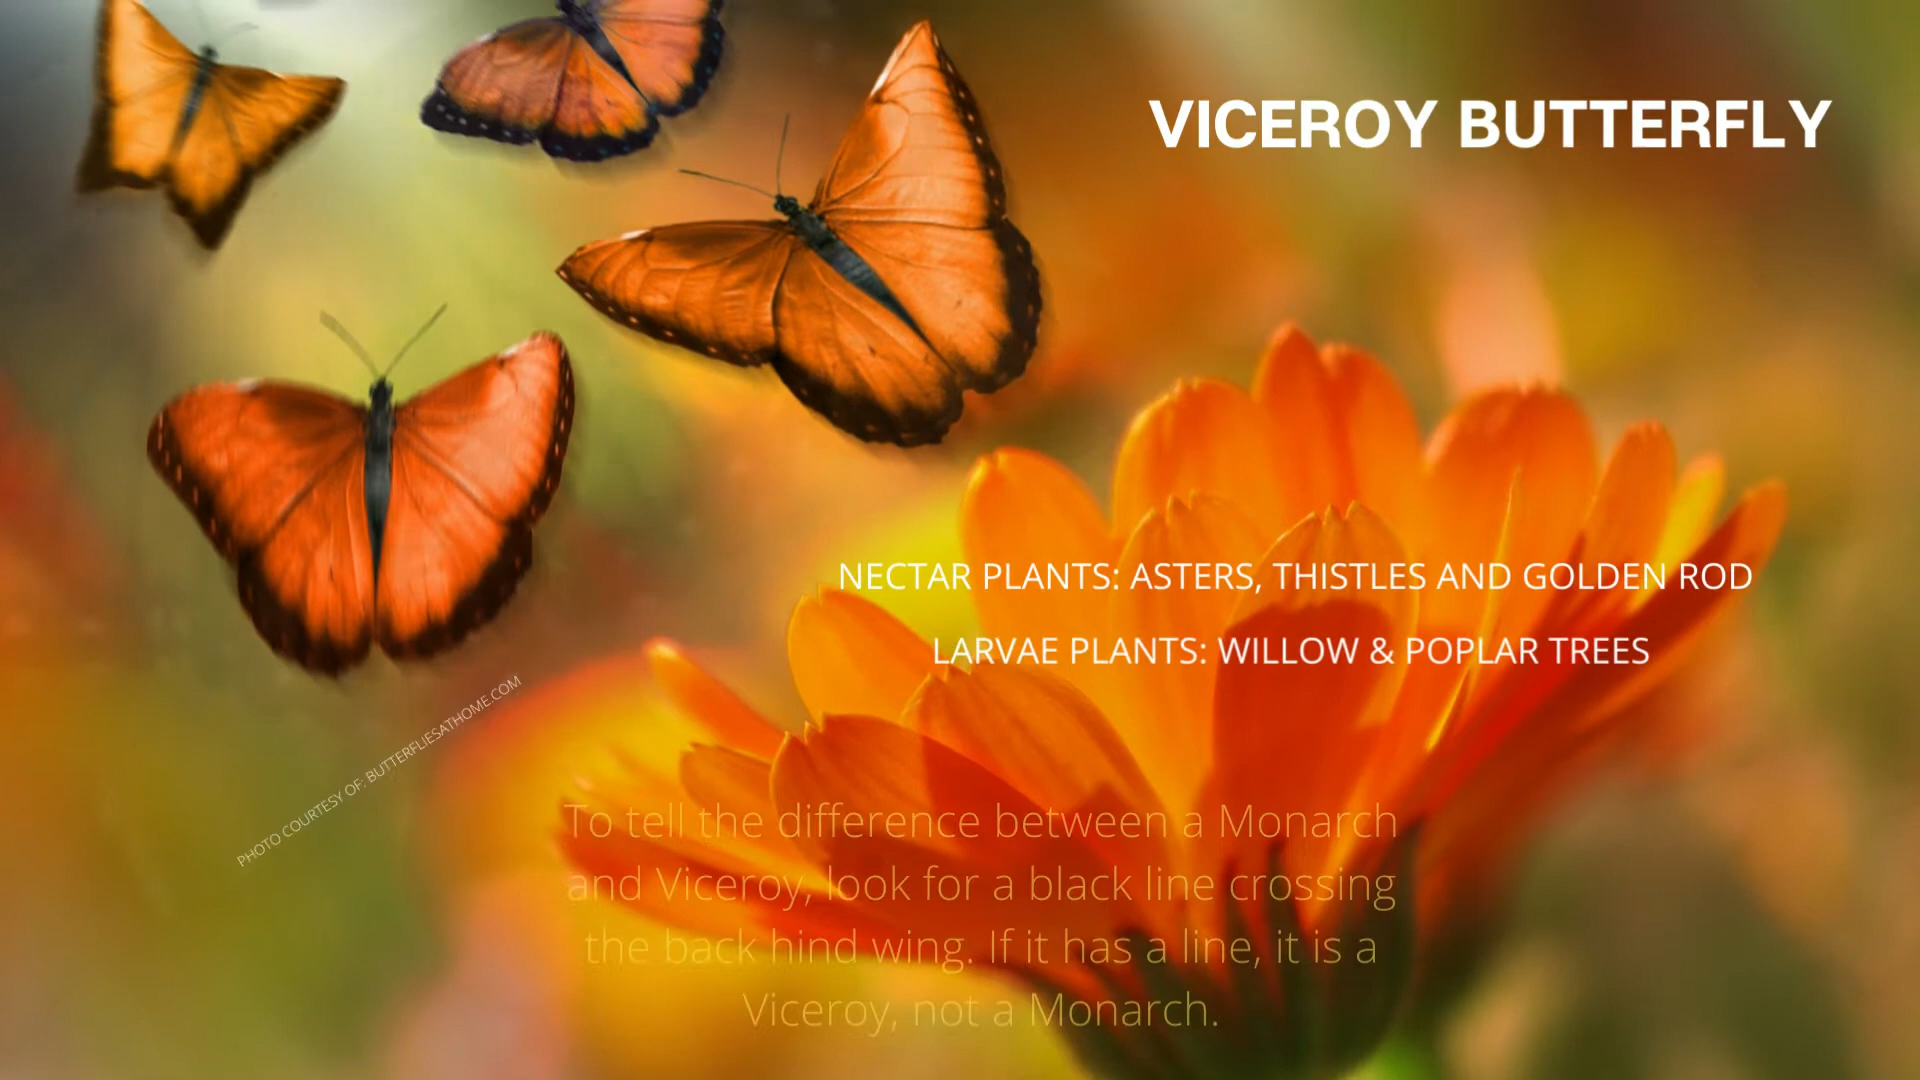 VICEROY BUTTERFLY
NECTAR PLANTS: ASTERS, THISTLES AND GOLDEN ROD
LARVAE PLANTS: WILLOW & POPLAR TREES
PHOTO COURTESY OF: BUTTERFLIESATHOME.COM
To tell the difference between a Monarch
and Viceroy, look for a black line crossing
the back hind wing. If it has a line, it is a
Viceroy, not a Monarch.